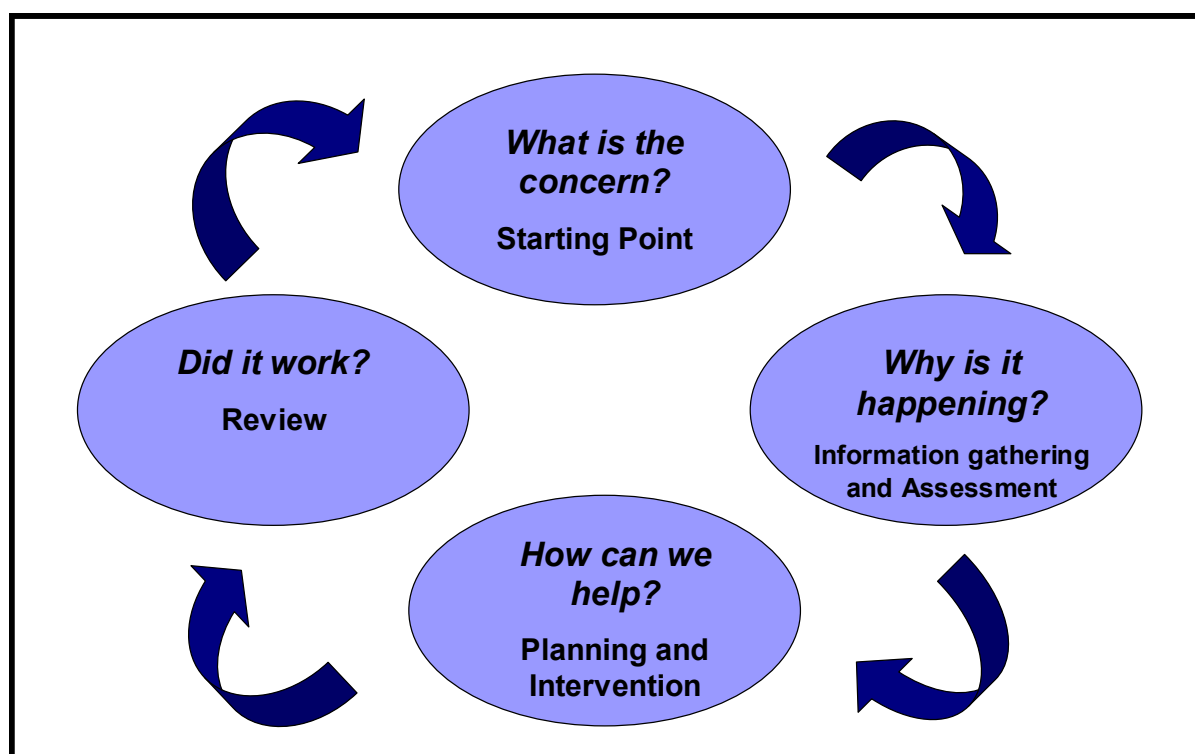 What is the
concern?
Starting Point
Why is it
happening?
Information gathering
and Assessment
How can we
help?
Planning and
Intervention
Did it work?
Review